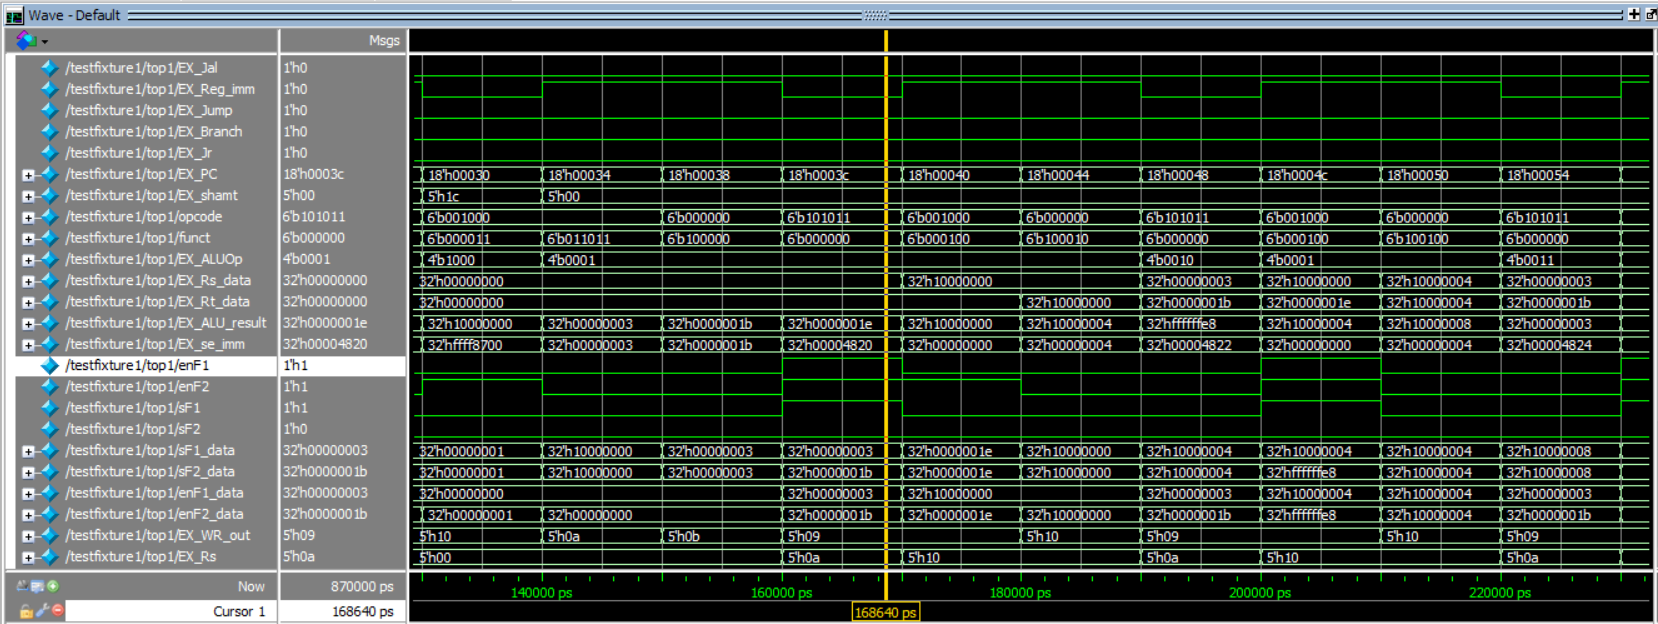 Wave - Default
Msgs
/testfixture1/top1/EX_Jal 1'h0
/testfixture1/top1/EX_Reg_imm 1'h0
/testfixture1/top1/EX_Jump 1'h0
/testfixture1/top1/EX_Branch 1'h0
/testfixture1/top1/EX_Jr 1'h0
/testfixture1/top1/EX_PC 18'h0003c 18'h00030 18'h00034 18'h00038 18'h0003c 18'h00040 18'h00044 18'h00048 18'h0004c 18'h00050 18'h00054
/testfixture1/top1/EX_shamt 5'h00 5'h1c 5'h00
/testfixture1/top1/opcode 6'b101011 6'b001000 6'b000000 6'b101011 6'b001000 6'b000000 6'b101011 6'b001000 6'b000000 6'b101011
/testfixture1/top1/funct 6'b000000 6'b000011 6'b011011 6'b100000 6'b000000 6'b000100 6'b100010 6'b000000 6'b000100 6'b100100 6'b000000
/testfixture1/top1/EX_ALUOp 4'b0001 4'b1000 4'b0001 4'b0010 4'b0001 4'b0011
/testfixture1/top1/EX_Rs_data 32'h00000000 32'h00000000 32'h10000000 32'h00000003 32'h10000000 32'h10000004 32'h00000003
/testfixture1/top1/EX_Rt_data 32'h00000000 32'h00000000 32'h10000000 32'h0000001b 32'h0000001e 32'h10000004 32'h0000001b
/testfixture1/top1/EX_ALU_result 32'h0000001e 32'h10000000 32'h00000003 32'h0000001b 32'h0000001e 32'h10000000 32'h10000004 32'hffffffe8 32'h10000004 32'h10000008 32'h00000003
/testfixture1/top1/EX_se_imm 32'h00004820 32'hffff8700 32'h00000003 32'h0000001b 32'h00004820 32'h00000000 32'h00000004 32'h00004822 32'h00000000 32'h00000004 32'h00004824
/testfixture1/top1/enF1 1'h1
/testfixture1/top1/enF2 1'h1
/testfixture1/top1/sF1 1'h1
/testfixture1/top1/sF2 1'h0
/testfixture1/top1/sF1_data 32'h00000003 32'h00000001 32'h10000000 32'h00000003 32'h00000003 32'h0000001e 32'h10000000 32'h10000004 32'h10000004 32'h10000004 32'h10000008
/testfixture1/top1/sF2_data 32'h0000001b 32'h00000001 32'h10000000 32'h00000003 32'h0000001b 32'h0000001e 32'h10000000 32'h10000004 32'hffffffe8 32'h10000004 32'h10000008
/testfixture1/top1/enF1_data 32'h00000003 32'h00000000 32'h00000003 32'h10000000 32'h00000003 32'h10000004 32'h10000004 32'h00000003
/testfixture1/top1/enF2_data 32'h0000001b 32'h00000001 32'h00000000 32'h0000001b 32'h0000001e 32'h10000000 32'h0000001b 32'hffffffe8 32'h10000004 32'h0000001b
/testfixture1/top1/EX_WR_out 5'h09 5'h10 5'h0a 5'h0b 5'h09 5'h10 5'h09 5'h10 5'h09
/testfixture1/top1/EX_Rs 5'h0a 5'h00 5'h0a 5'h10 5'h0a 5'h10 5'h0a
Now 870000 ps 140000 ps 160000 ps 180000 ps 200000 ps 220000 ps
Cursor 1 168640 ps 168640 ps